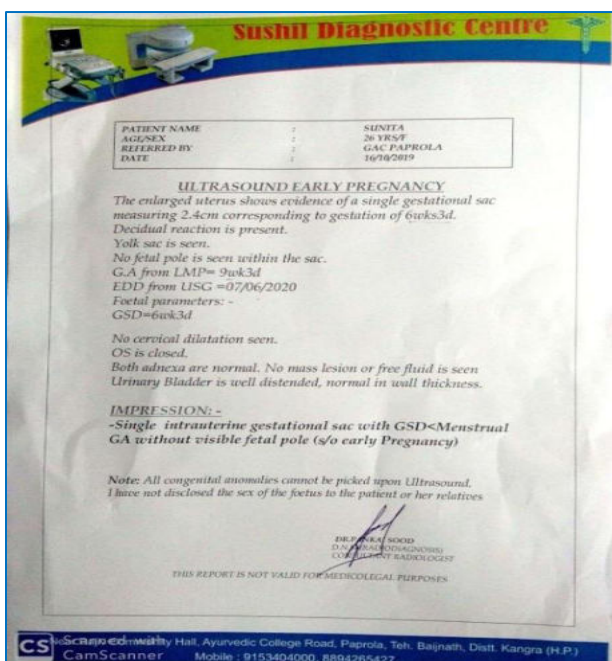 Sushil Diagnostic Centre
PATIENT NAME : SUNITA
AGE/SEX : 26 YRS/F
REFERRED BY : GAC PAPROLA
DATE : 16/10/2019
ULTRASOUND EARLY PREGNANCY
The enlarged uterus shows evidence of a single gestational sac
measuring 2.4cm corresponding to gestation of 6wks3d.
Decidual reaction is present.
Yolk sac is seen.
No fetal pole is seen within the sac.
G.A from LMP= 9wk3d
EDD from USG =07/06/2020
Foetal parameters: -
GSD=6wk3d
No cervical dilatation seen.
OS is closed.
Both adnexa are normal. No mass lesion or free fluid is seen
Urinary Bladder is well distended, normal in wall thickness.
IMPRESSION: -
-Single intrauterine gestational sac with GSD<Menstrual
GA without visible fetal pole (s/o early Pregnancy)
Note: All congenital anomalies cannot be picked upon Ultrasound,
I have not disclosed the sex of the foetus to the patient or her relatives
SOOD
RADIOLOGIST
THIS REPORT IS NOT VALID FOR MEDICOLEGAL PURPOSES
Hall, Ayurvedic College Road, Paprola, Teh. Baijnath, Distt. Kangra (H.P.)
CS Scanned with
CamScanner
Mobile : 9153404000, 8894265427